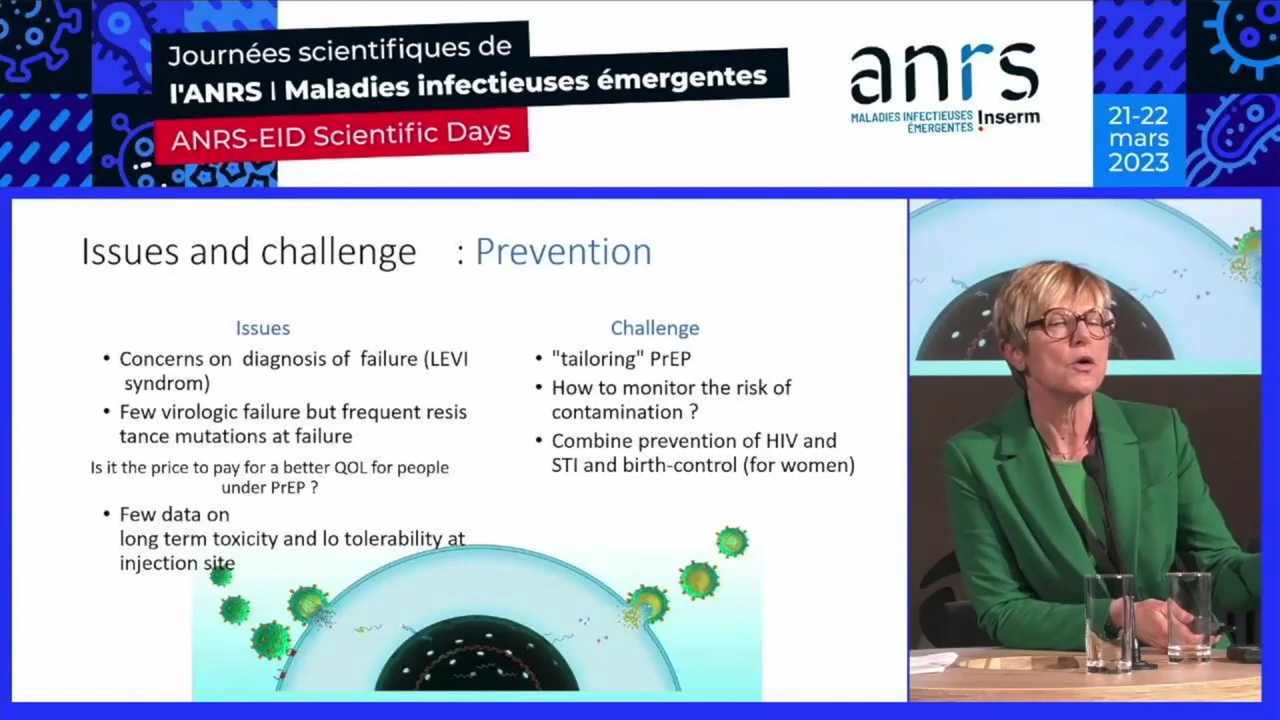 Journées scientifiques de
l'ANRS | Maladies infectieuses émergentes
ANRS-EID Scientific Days
anrs
MALADIES INFECTIEUSES
ÉMERGENTES
Inserm
21-22
mars
2023
Issues and challenge : Prevention
Issues
• Concerns on diagnosis of failure (LEVI
syndrom)
• Few virologic failure but frequent resis
tance mutations at failure
Is it the price to pay for a better QOL for people
under PrEP ?
• Few data on
long term toxicity and lo tolerability at
injection site
Challenge
• "tailoring" PrEP
• How to monitor the risk of
contamination ?
• Combine prevention of HIV and
STI and birth-control (for women)